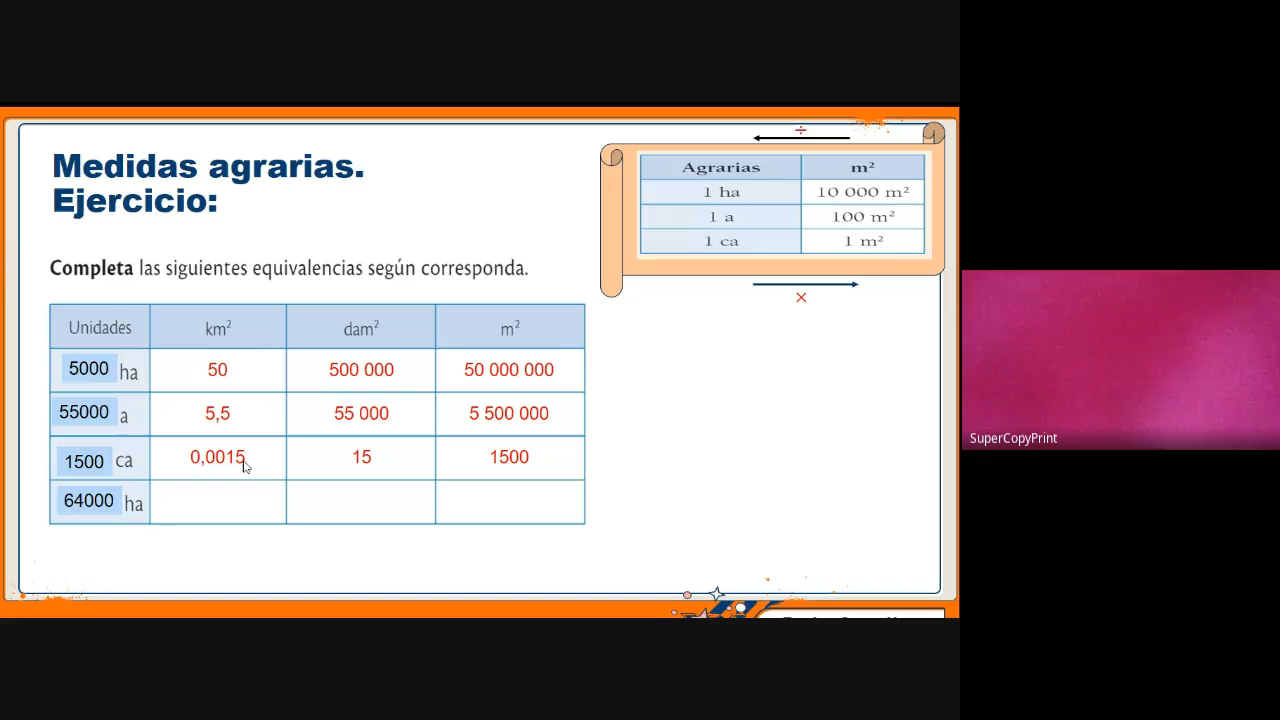 Medidas agrarias.
Ejercicio:
÷
Agrarias m²
1 ha 10 000 m²
1 a 100 m²
1 ca 1 m²
×
Completa las siguientes equivalencias según corresponda.
Unidades km² dam² m²
5000 ha 50 500 000 50 000 000
55000 a 5,5 55 000 5 500 000
1500 ca 0,0015 15 1500
64000 ha
SuperCopyPrint